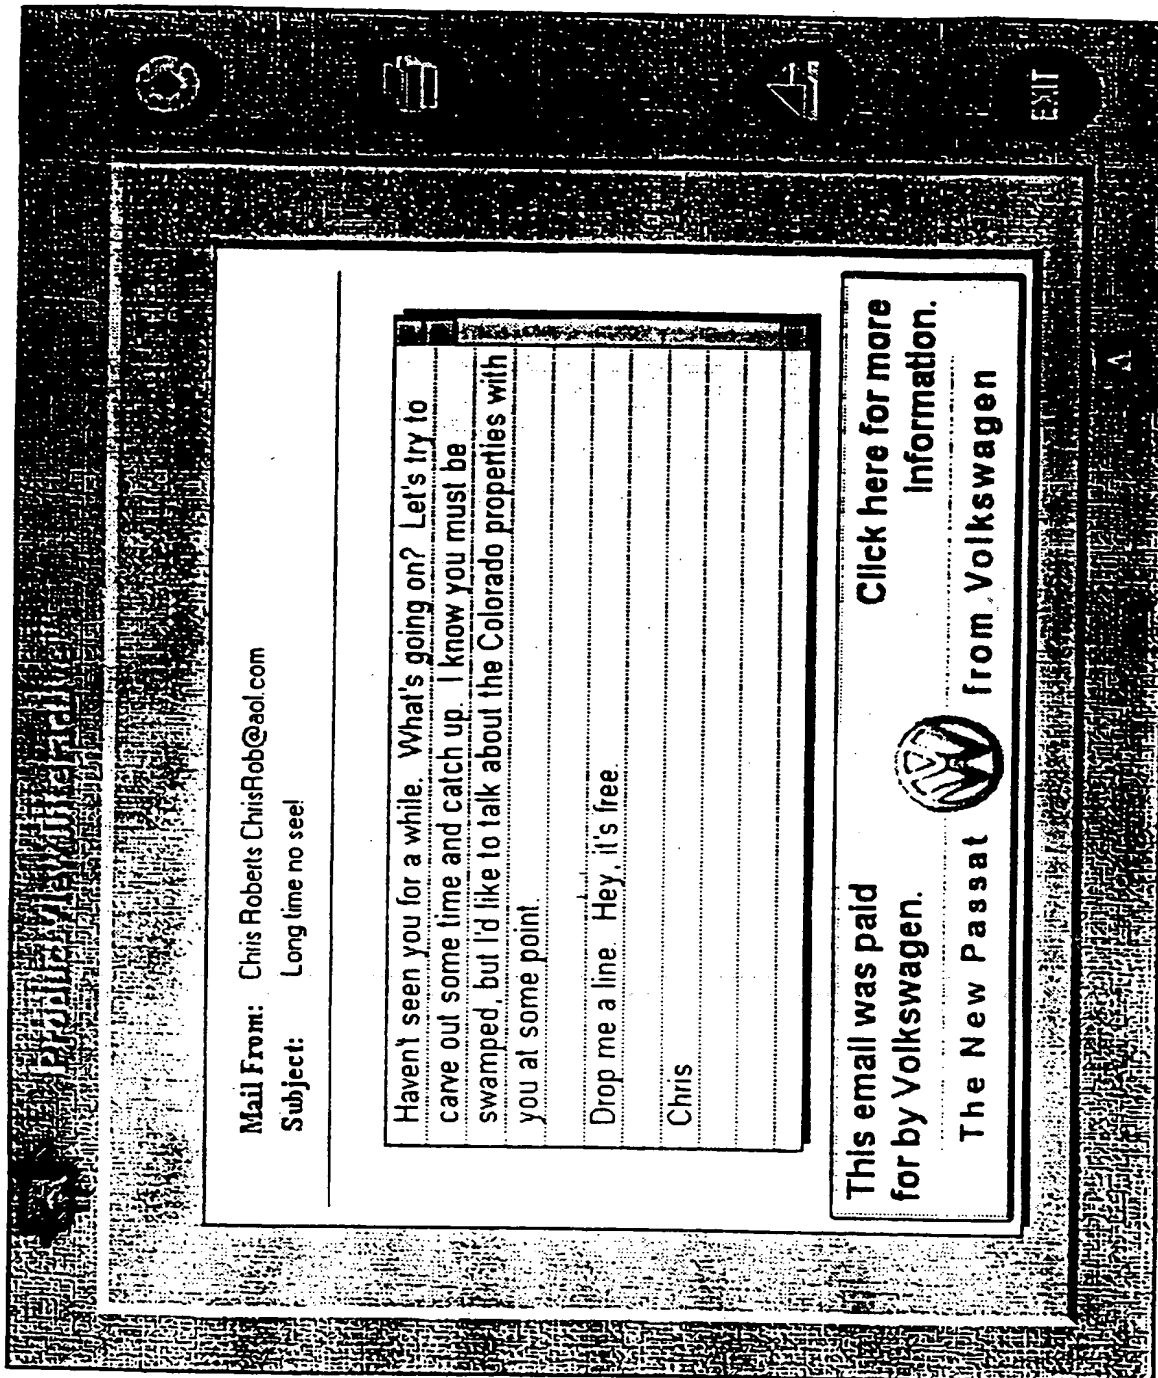 Mail From: Chris Roberts ChrisRob@aol.com
Subject: Long time no see!
Haven't seen you for a while. What's going on? Let's try to
carve out some time and catch up. I know you must be
swamped, but I'd like to talk about the Colorado properties with
you at some point.
Drop me a line. Hey, it's free.
Chris
This email was paid
for by Volkswagen.
Click here for more
information.
The New Passat
from Volkswagen
EXIT